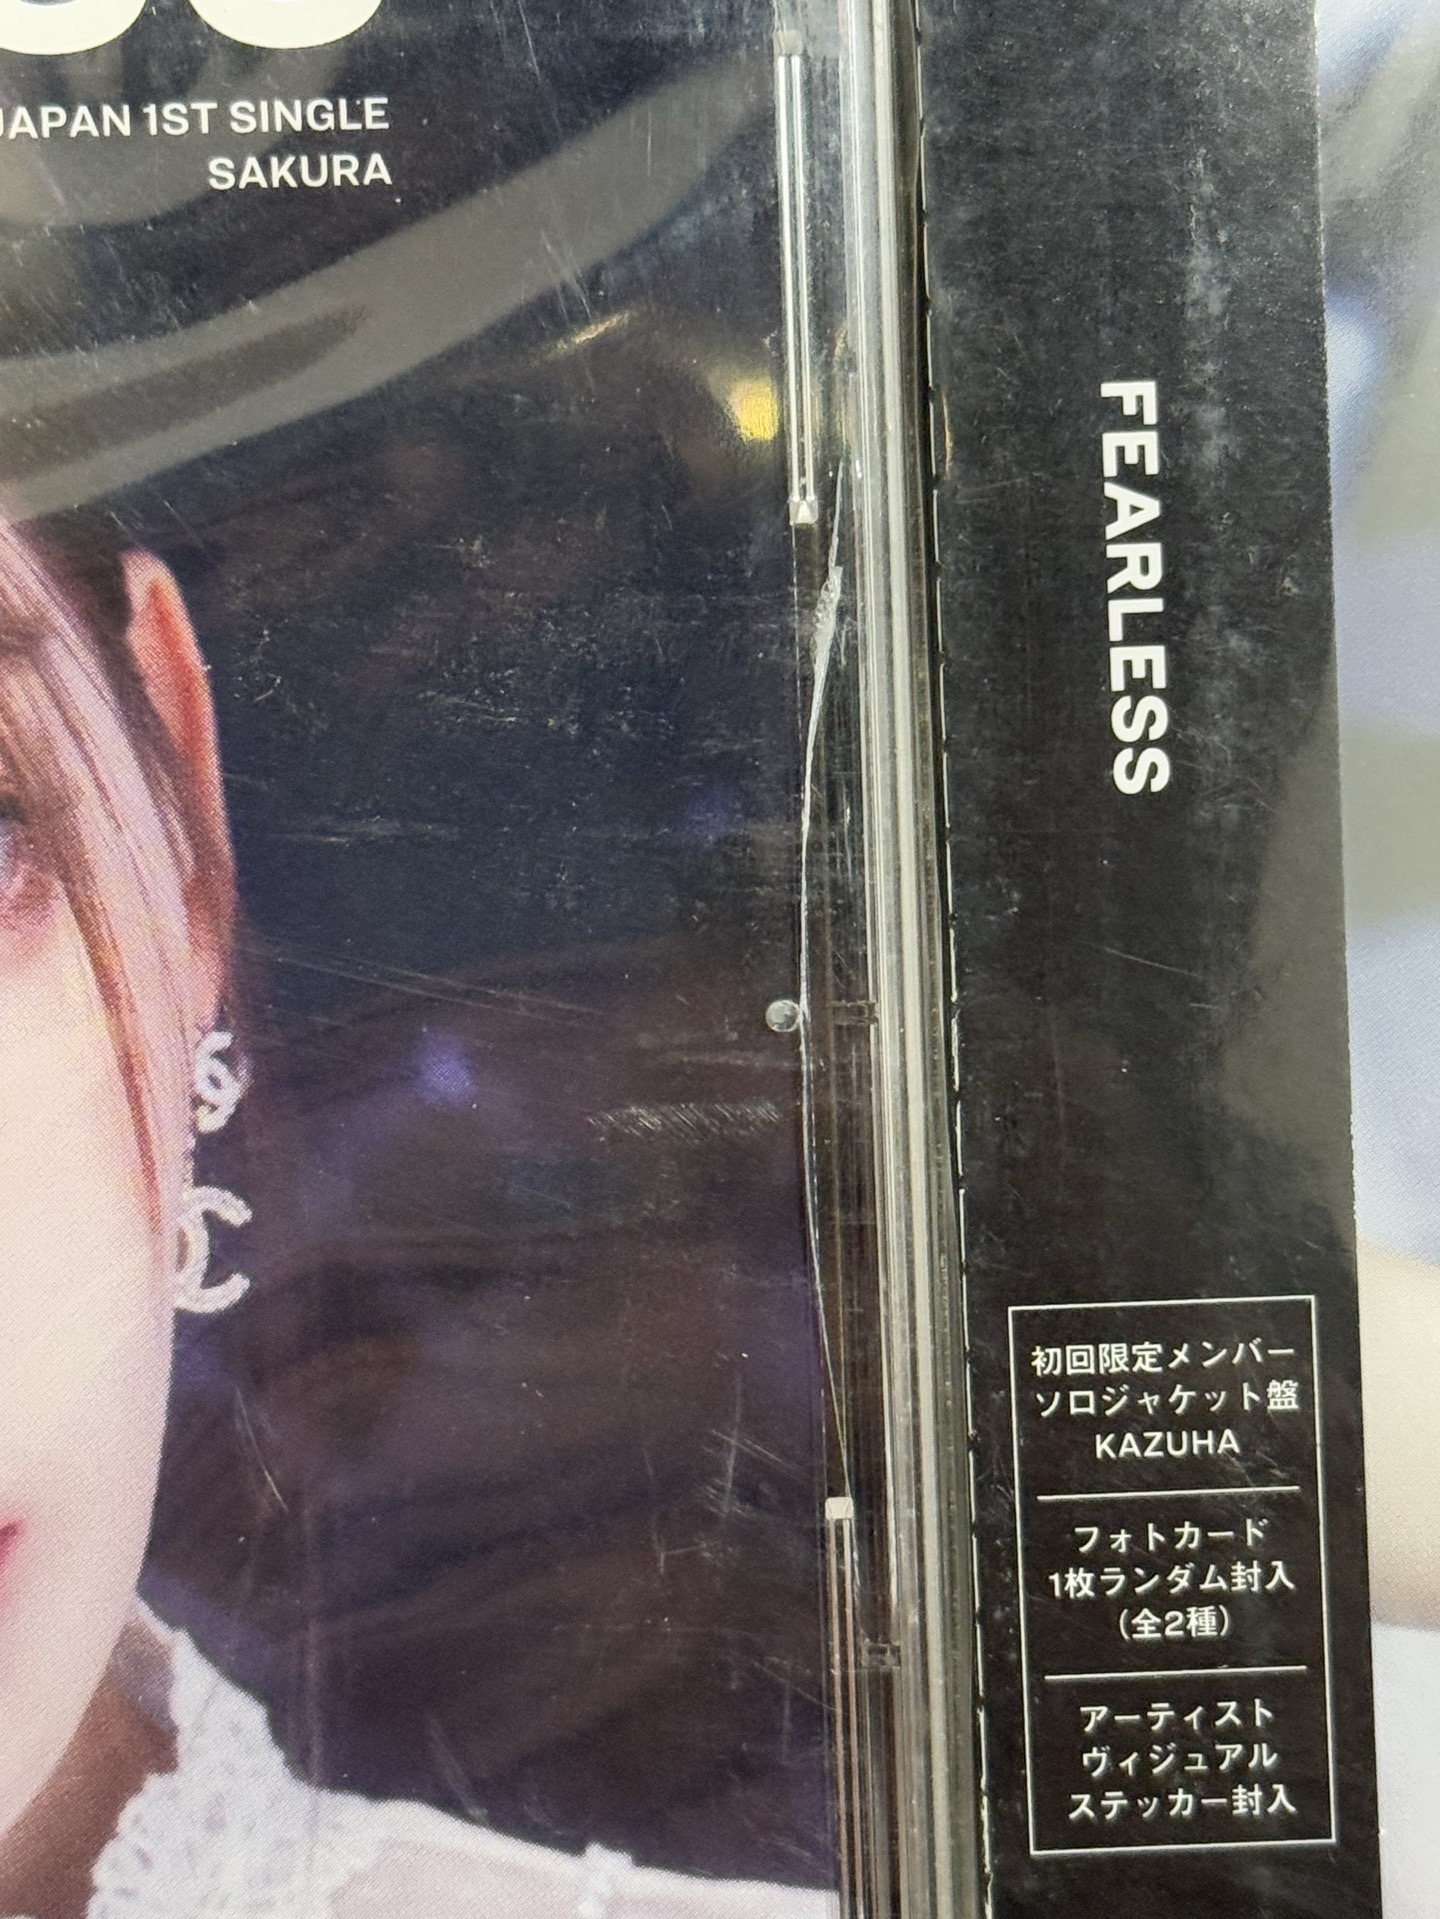 JAPAN 1ST SINGLE
SAKURA
FEARLESS
初回限定メンバー
ソロジャケット盤
KAZUHA
フォトカード
1枚ランダム封入
(全2種)
アーティスト
ヴィジュアル
ステッカー封入